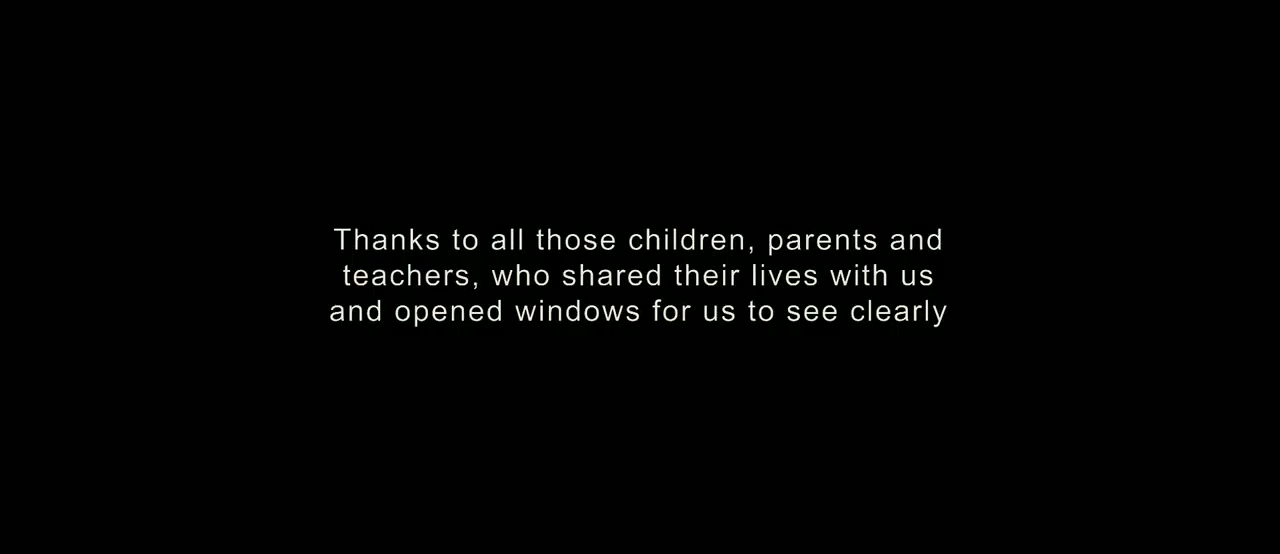 Thanks to all those children, parents and
teachers, who shared their lives with us
and opened windows for us to see clearly